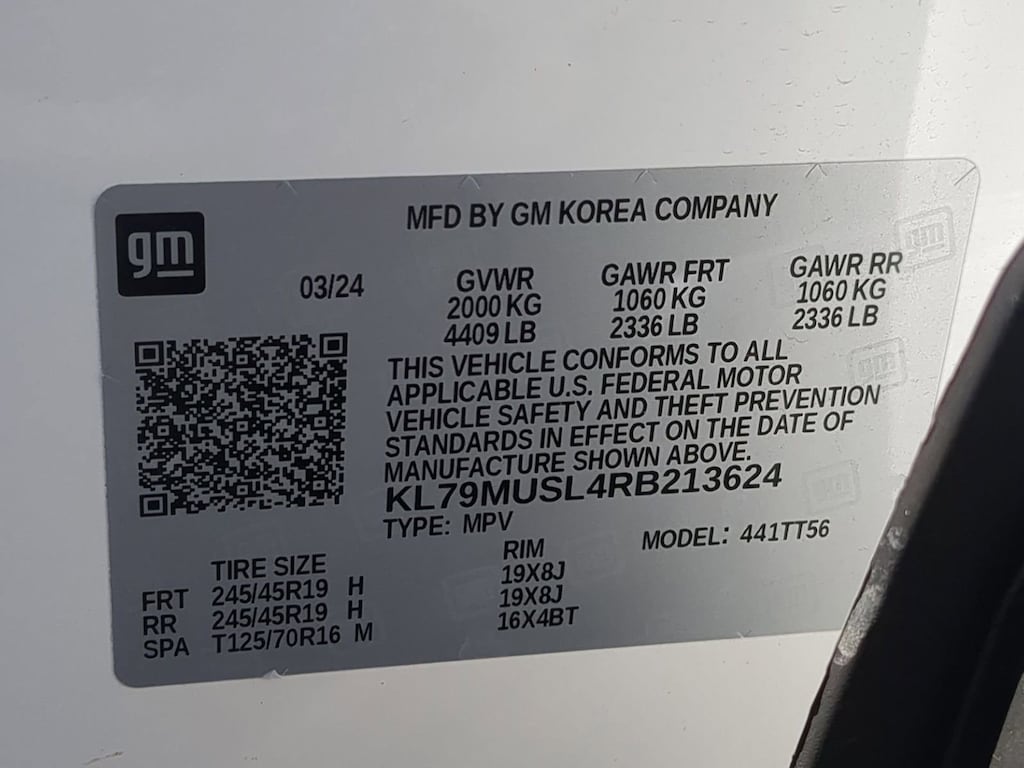 MFD BY GM KOREA COMPANY
gm
03/24
GVWR GAWR FRT GAWR RR
2000 KG 1060 KG 1060 KG
4409 LB 2336 LB 2336 LB
THIS VEHICLE CONFORMS TO ALL
APPLICABLE U.S. FEDERAL MOTOR
VEHICLE SAFETY AND THEFT PREVENTION
STANDARDS IN EFFECT ON THE DATE OF
MANUFACTURE SHOWN ABOVE.
KL79MUSL4RB213624
TYPE: MPV MODEL: 441TT56
TIRE SIZE RIM
FRT 245/45R19 H 19X8J
RR 245/45R19 H 19X8J
SPA T125/70R16 M 16X4BT
gm
gm